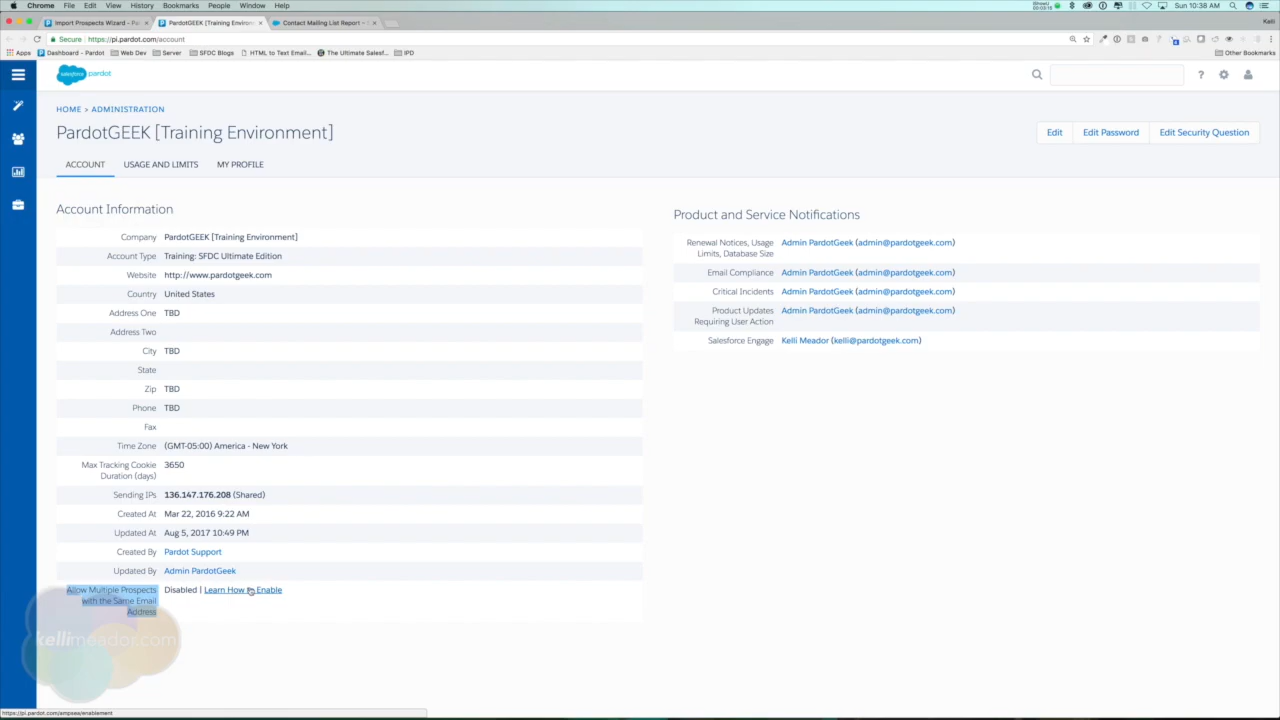 Chrome File Edit View History Bookmarks People Window Help
Sun 10:38 AM
Import Prospects Wizard - Pa
PardotGEEK [Training Environm
Contact Mailing List Report ~ S
Kelli
Secure https://pi.pardot.com/account
Apps Dashboard - Pardot Web Dev Server SFDC Blogs HTML to Text Email... The Ultimate Salesf... IPD Other Bookmarks
salesforce pardot
?
HOME > ADMINISTRATION
PardotGEEK [Training Environment]
Edit Edit Password Edit Security Question
ACCOUNT USAGE AND LIMITS MY PROFILE
Account Information
Company PardotGEEK [Training Environment]
Account Type Training: SFDC Ultimate Edition
Website http://www.pardotgeek.com
Country United States
Address One TBD
Address Two
City TBD
State
Zip TBD
Phone TBD
Fax
Time Zone (GMT-05:00) America - New York
Max Tracking Cookie 3650
Duration (days)
Sending IPs 136.147.176.208 (Shared)
Created At Mar 22, 2016 9:22 AM
Updated At Aug 5, 2017 10:49 PM
Created By Pardot Support
Updated By Admin PardotGeek
Allow Multiple Prospects Disabled | Learn How to Enable
with the Same Email
Address
Product and Service Notifications
Renewal Notices, Usage Admin PardotGeek (admin@pardotgeek.com)
Limits, Database Size
Email Compliance Admin PardotGeek (admin@pardotgeek.com)
Critical Incidents Admin PardotGeek (admin@pardotgeek.com)
Product Updates Admin PardotGeek (admin@pardotgeek.com)
Requiring User Action
Salesforce Engage Kelli Meador (kelli@pardotgeek.com)
kellimeador.com
https://pi.pardot.com/ampsea/enablement